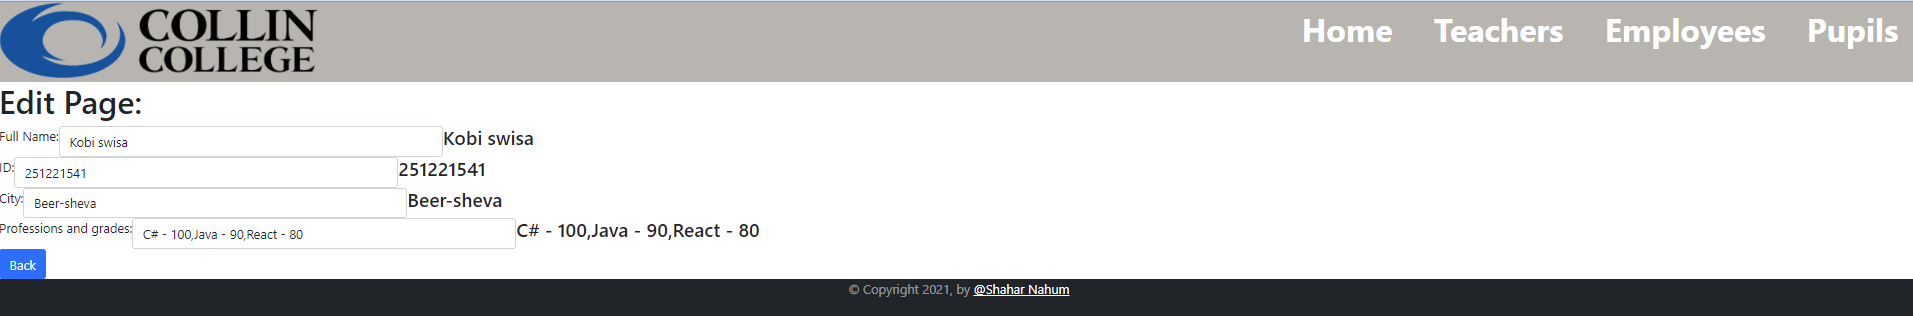 COLLIN
COLLEGE
Home Teachers Employees Pupils
Edit Page:
Full Name: Kobi swisa Kobi swisa
ID: 251221541 251221541
City: Beer-sheva Beer-sheva
Professions and grades: C# - 100,Java - 90,React - 80 C# - 100,Java - 90,React - 80
Back
© Copyright 2021, by @Shahar Nahum